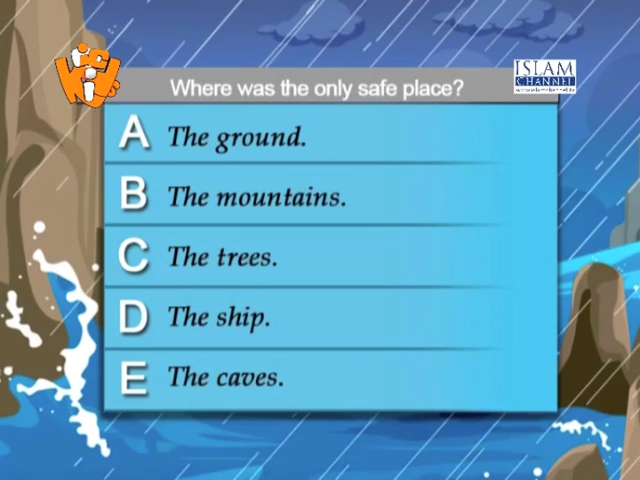 ISLAM
CHANNEL
Where was the only safe place?
A The ground.
B The mountains.
C The trees.
D The ship.
E The caves.